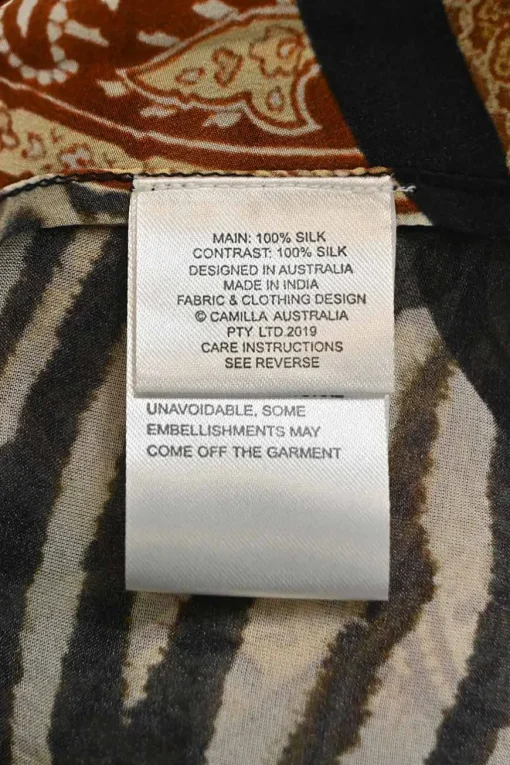 MAIN: 100% SILK
CONTRAST: 100% SILK
DESIGNED IN AUSTRALIA
MADE IN INDIA
FABRIC & CLOTHING DESIGN
© CAMILLA AUSTRALIA
PTY LTD.2019
CARE INSTRUCTIONS
SEE REVERSE
UNAVOIDABLE, SOME
EMBELLISHMENTS MAY
COME OFF THE GARMENT